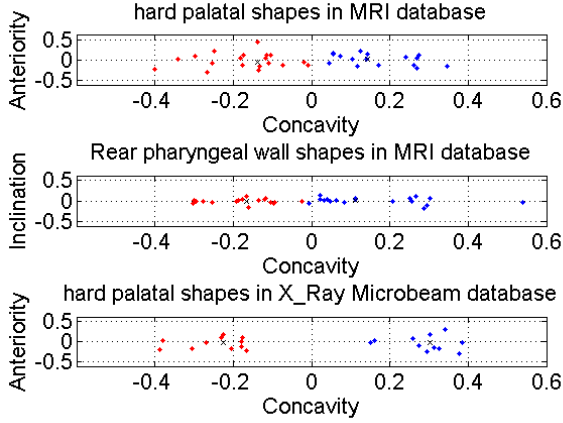 hard palatal shapes in MRI database
Anteriority
0.5
0
-0.5
-0.4 -0.2 0 0.2 0.4 0.6
Concavity
Rear pharyngeal wall shapes in MRI database
Inclination
0.5
0
-0.5
-0.4 -0.2 0 0.2 0.4 0.6
Concavity
hard palatal shapes in X_Ray Microbeam database
Anteriority
0.5
0
-0.5
-0.4 -0.2 0 0.2 0.4 0.6
Concavity